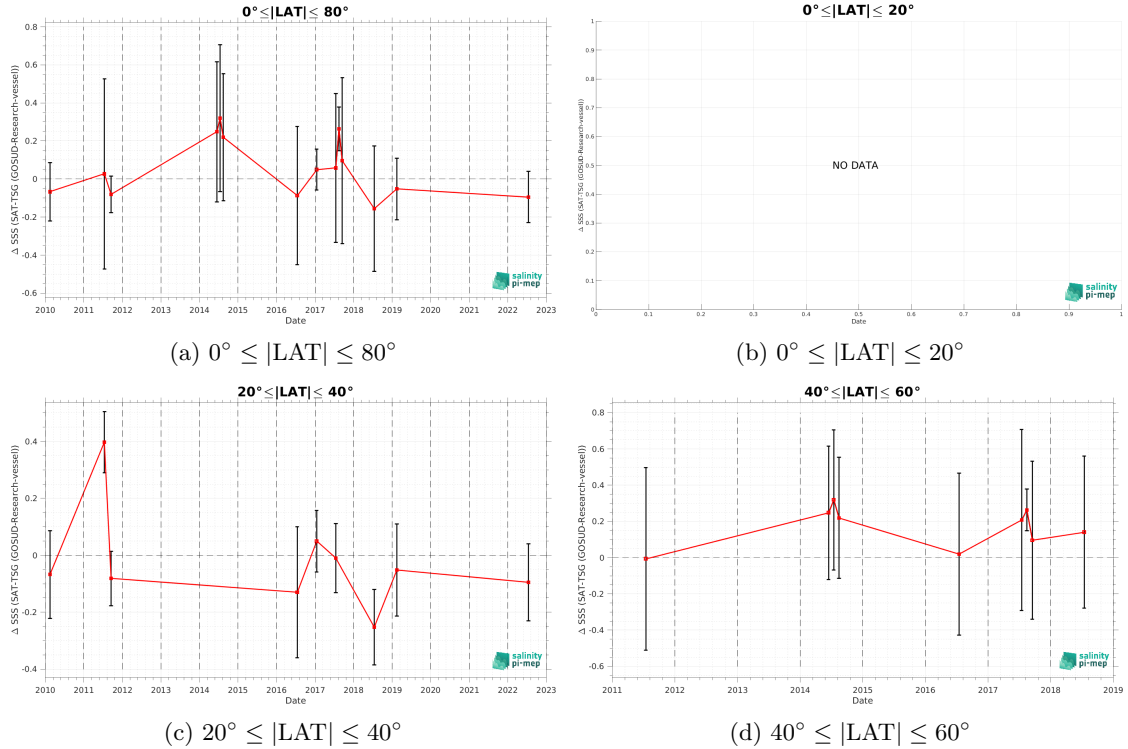 0°≤|LAT|≤ 80°
Δ SSS (SAT-TSG (GOSUD-Research-vessel))
0.8
0.6
0.4
0.2
0
-0.2
-0.4
-0.6
2010 2011 2012 2013 2014 2015 2016 2017 2018 2019 2020 2021 2022 2023
Date
salinity
pi-mep
(a) 0° ≤ |LAT| ≤ 80°
0°≤|LAT|≤ 20°
Δ SSS (SAT-TSG (GOSUD-Research-vessel))
1
0.9
0.8
0.7
0.6
0.5
0.4
0.3
0.2
0.1
0
NO DATA
0 0.1 0.2 0.3 0.4 0.5 0.6 0.7 0.8 0.9 1
Date
salinity
pi-mep
(b) 0° ≤ |LAT| ≤ 20°
20°≤|LAT|≤ 40°
Δ SSS (SAT-TSG (GOSUD-Research-vessel))
0.4
0.2
0
-0.2
-0.4
2010 2011 2012 2013 2014 2015 2016 2017 2018 2019 2020 2021 2022 2023
Date
salinity
pi-mep
(c) 20° ≤ |LAT| ≤ 40°
40°≤|LAT|≤ 60°
Δ SSS (SAT-TSG (GOSUD-Research-vessel))
0.8
0.6
0.4
0.2
0
-0.2
-0.4
-0.6
2011 2012 2013 2014 2015 2016 2017 2018 2019
Date
salinity
pi-mep
(d) 40° ≤ |LAT| ≤ 60°